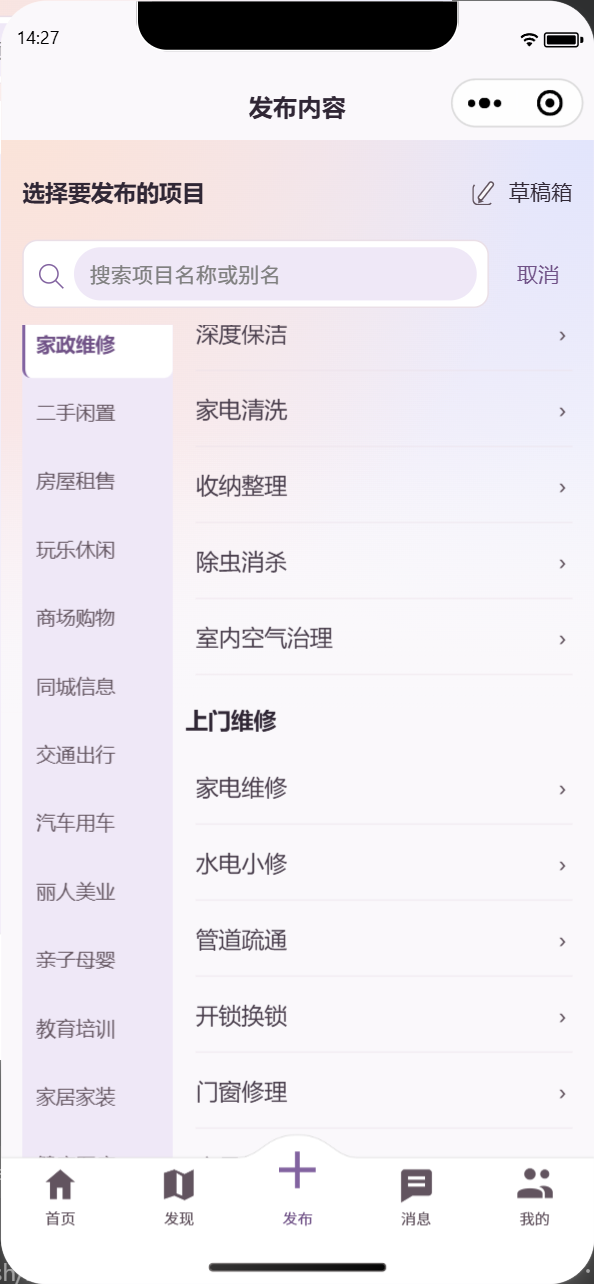 14:27
发布内容
选择要发布的项目
草稿箱
搜索项目名称或别名
取消
家政维修
二手闲置
房屋租售
玩乐休闲
商场购物
同城信息
交通出行
汽车用车
丽人美业
亲子母婴
教育培训
家居家装
深度保洁
家电清洗
收纳整理
除虫消杀
室内空气治理
上门维修
家电维修
水电小修
管道疏通
开锁换锁
门窗修理
首页
发现
发布
消息
我的